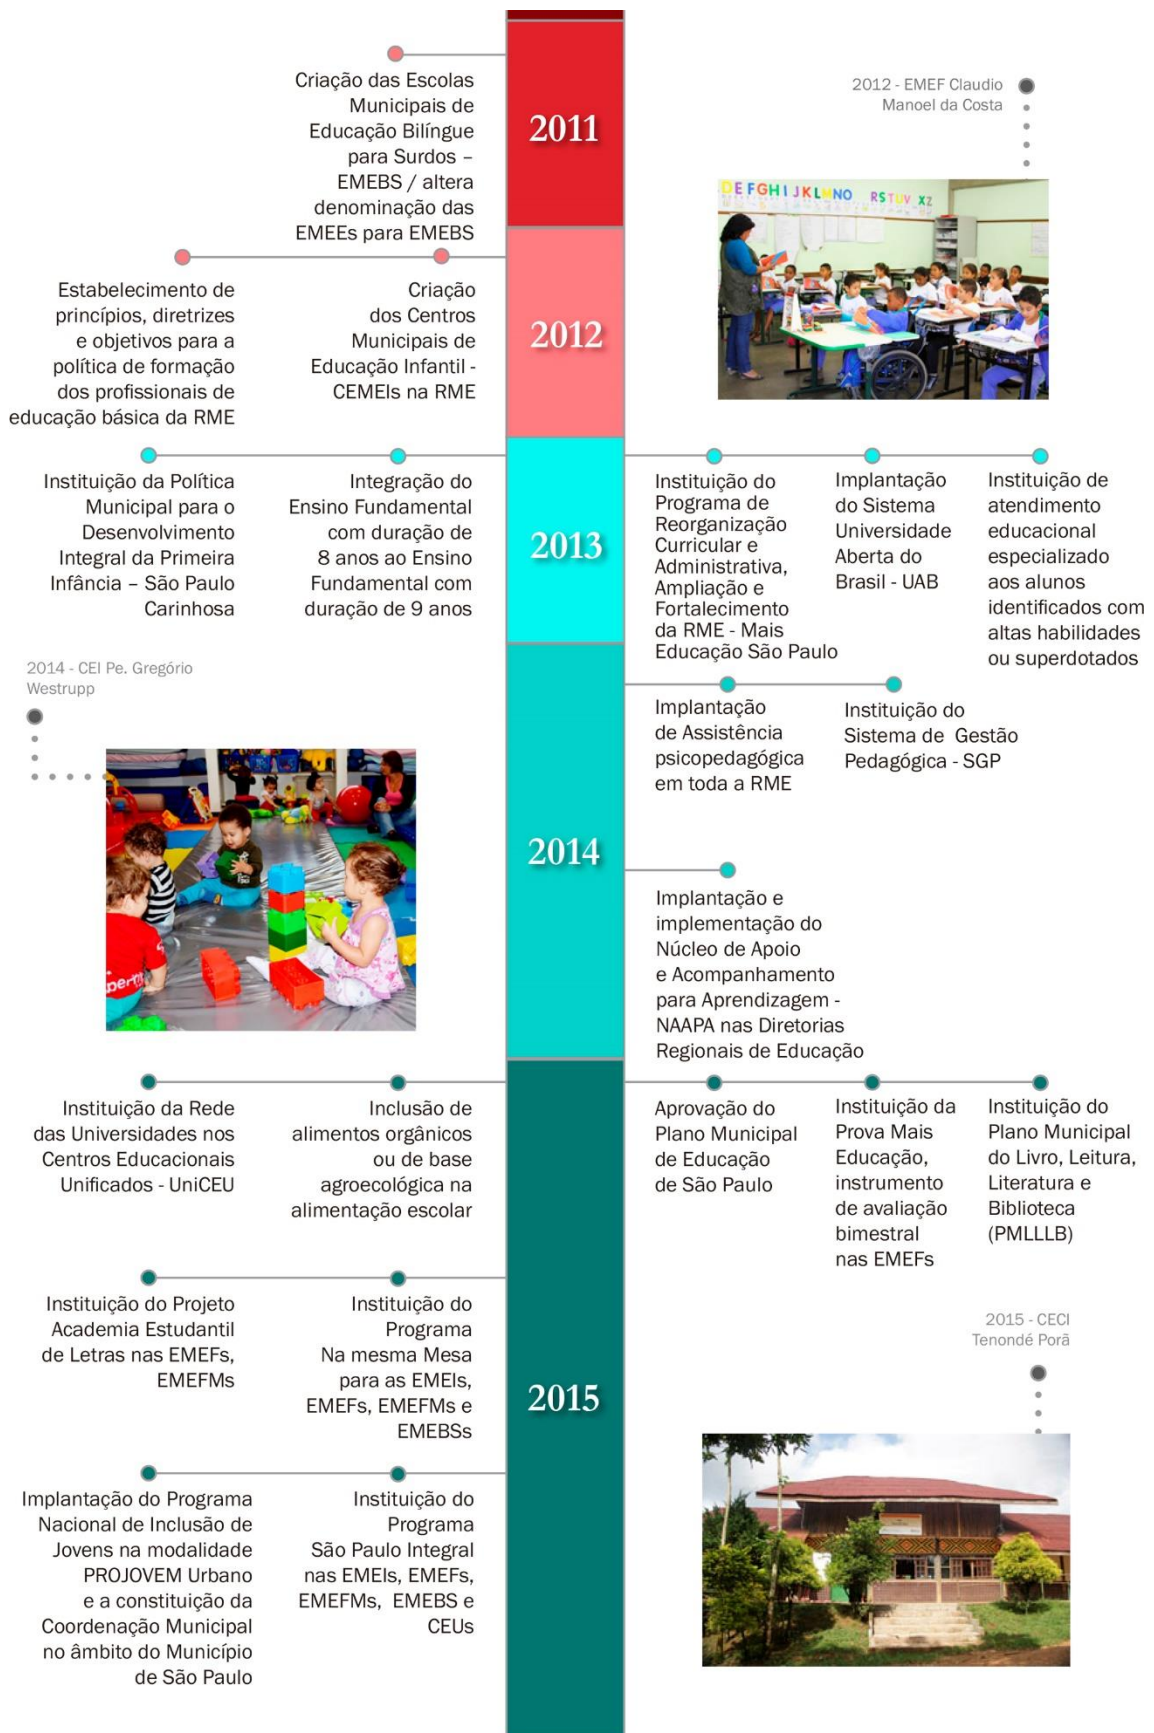 2011
Criação das Escolas
Municipais de
Educação Bilíngue
para Surdos –
EMEBS / altera
denominação das
EMEEs para EMEBS
2012 - EMEF Claudio
Manoel da Costa
DEFGHIJKLMNO RSTUV XZ
2012
Estabelecimento de
princípios, diretrizes
e objetivos para a
política de formação
dos profissionais de
educação básica da RME
Criação
dos Centros
Municipais de
Educação Infantil -
CEMEIs na RME
2013
Instituição da Política
Municipal para o
Desenvolvimento
Integral da Primeira
Infância – São Paulo
Carinhosa
Integração do
Ensino Fundamental
com duração de
8 anos ao Ensino
Fundamental com
duração de 9 anos
Instituição do
Programa de
Reorganização
Curricular e
Administrativa,
Ampliação e
Fortalecimento
da RME - Mais
Educação São Paulo
Implantação
do Sistema
Universidade
Aberta do
Brasil - UAB
Instituição de
atendimento
educacional
especializado
aos alunos
identificados com
altas habilidades
ou superdotados
2014 - CEI Pe. Gregório
Westrupp
2014
Implantação
de Assistência
psicopedagógica
em toda a RME
Instituição do
Sistema de Gestão
Pedagógica - SGP
Implantação e
implementação do
Núcleo de Apoio
e Acompanhamento
para Aprendizagem -
NAAPA nas Diretorias
Regionais de Educação
2015
Instituição da Rede
das Universidades nos
Centros Educacionais
Unificados - UniCEU
Inclusão de
alimentos orgânicos
ou de base
agroecológica na
alimentação escolar
Aprovação do
Plano Municipal
de Educação
de São Paulo
Instituição da
Prova Mais
Educação,
instrumento
de avaliação
bimestral
nas EMEFs
Instituição do
Plano Municipal
do Livro, Leitura,
Literatura e
Biblioteca
(PMLLLB)
Instituição do Projeto
Academia Estudantil
de Letras nas EMEFs,
EMEFMs
Instituição do
Programa
Na mesma Mesa
para as EMEIs,
EMEFs, EMEFMs e
EMEBSs
2015 - CECI
Tenondé Porã
Implantação do Programa
Nacional de Inclusão de
Jovens na modalidade
PROJOVEM Urbano
e a constituição da
Coordenação Municipal
no âmbito do Município
de São Paulo
Instituição do
Programa
São Paulo Integral
nas EMEIs, EMEFs,
EMEFMs, EMEBS e
CEUs